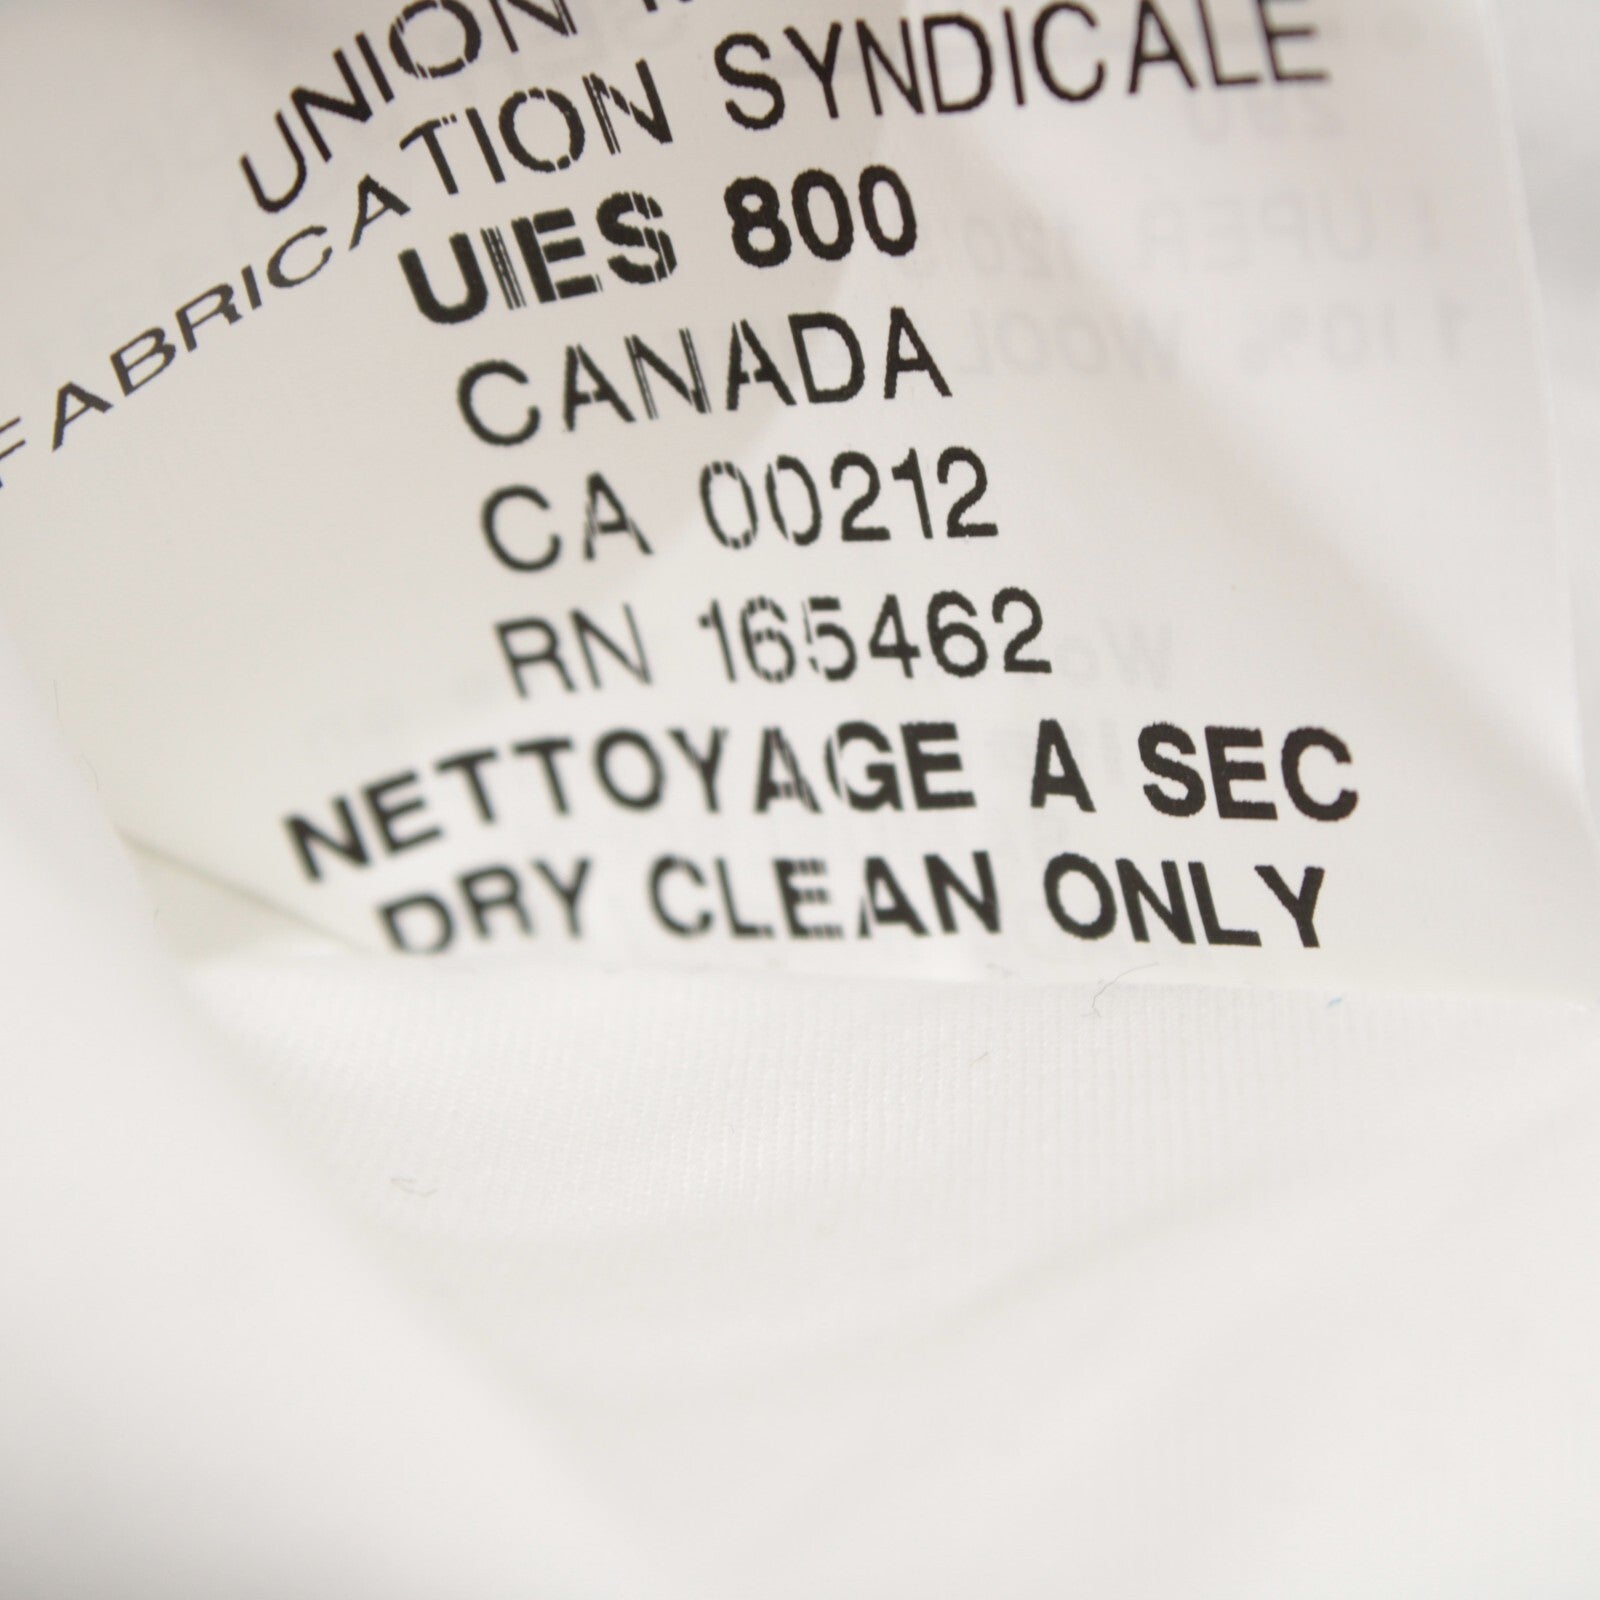 UNION
FABRICATION SYNDICALE
UIES 800
CANADA
CA 00212
RN 165462
NETTOYAGE A SEC
DRY CLEAN ONLY